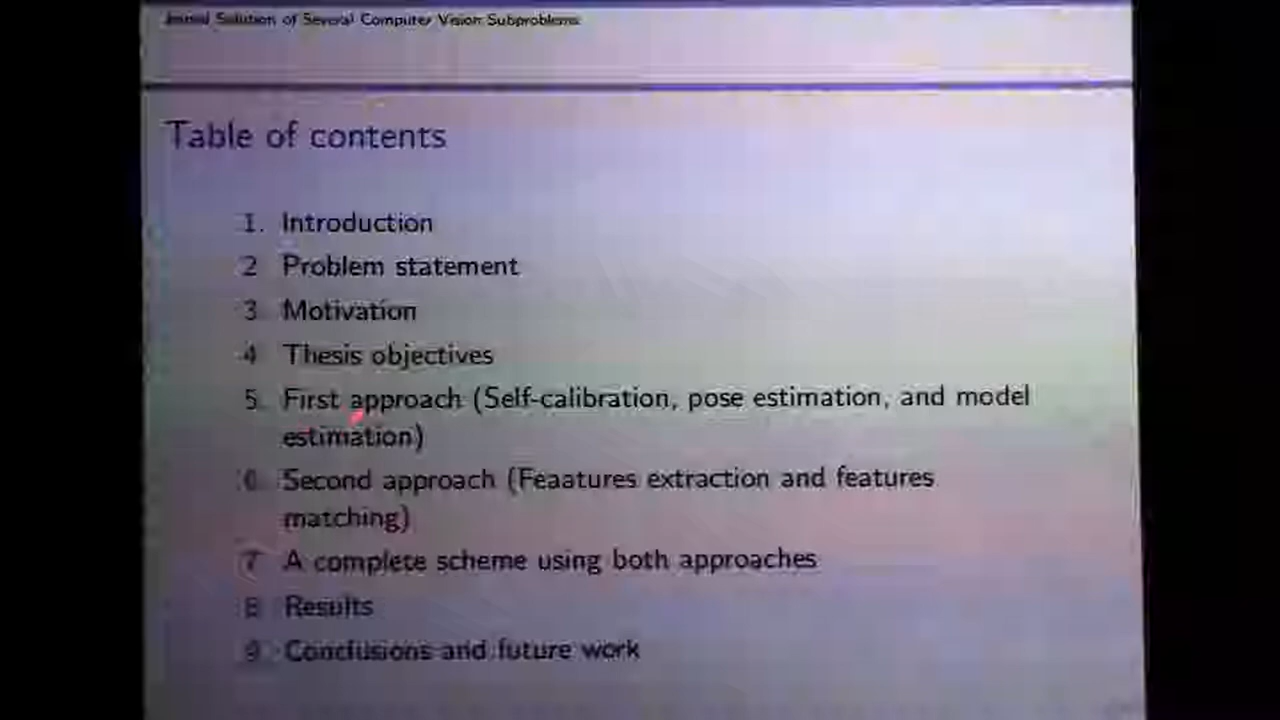 Solution of Several Computer Vision Subproblems
Table of contents
1. Introduction
2 Problem statement
3 Motivation
4 Thesis objectives
5. First approach (Self-calibration, pose estimation, and model
estimation)
6 Second approach (Feaatures extraction and features
matching)
7 A complete scheme using both approaches
8 Results
9 Conclusions and future work